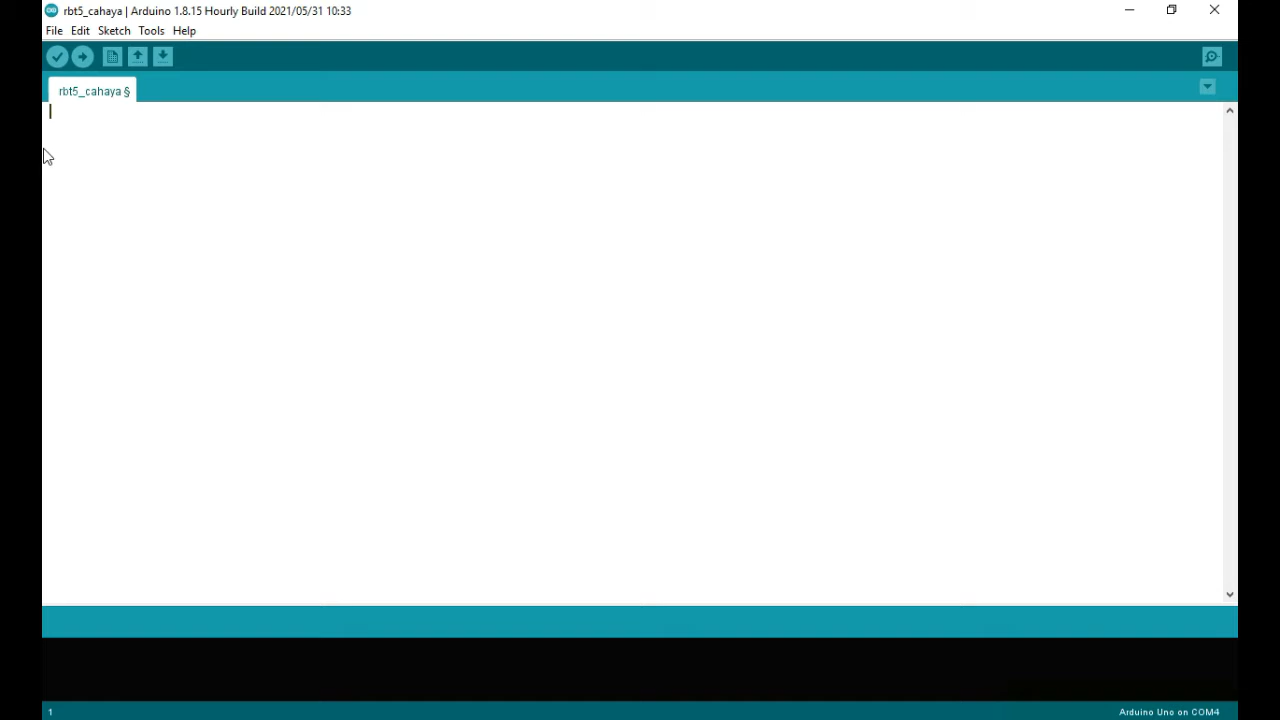 rbt5_cahaya | Arduino 1.8.15 Hourly Build 2021/05/31 10:33
File Edit Sketch Tools Help
rbt5_cahaya §
1
Arduino Uno on COM4